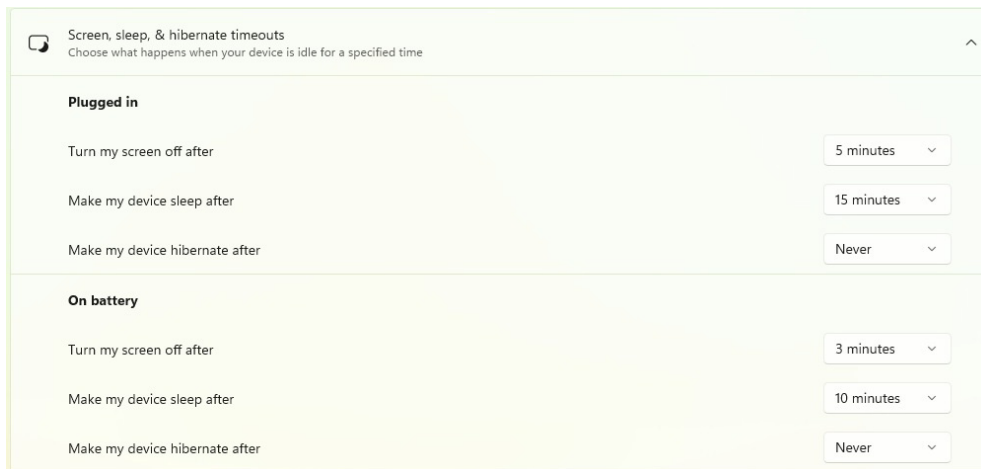 Screen, sleep, & hibernate timeouts
Choose what happens when your device is idle for a specified time
Plugged in
Turn my screen off after
5 minutes
Make my device sleep after
15 minutes
Make my device hibernate after
Never
On battery
Turn my screen off after
3 minutes
Make my device sleep after
10 minutes
Make my device hibernate after
Never